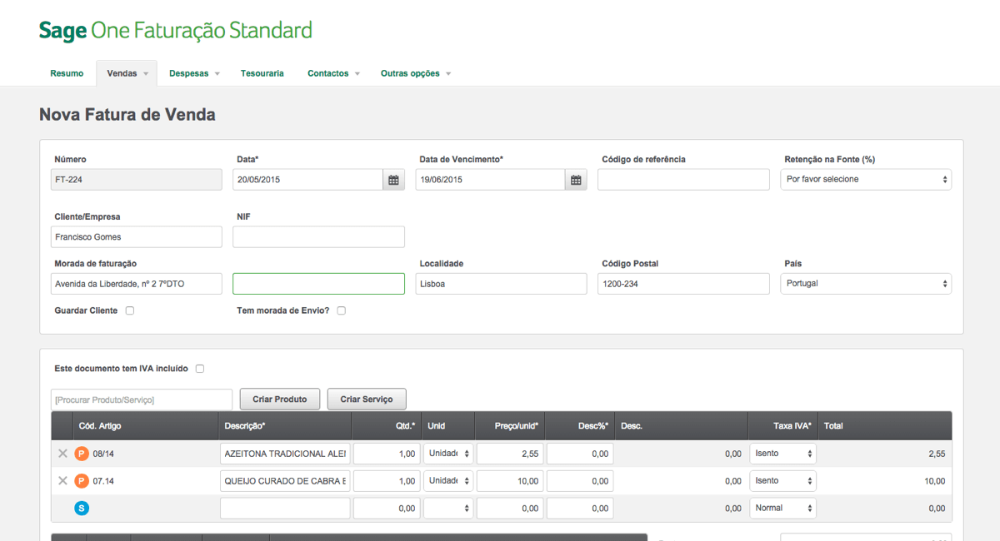 Sage One Faturação Standard
Resumo Vendas Despesas Tesouraria Contactos Outras opções
Nova Fatura de Venda
Número Data* Data de Vencimento* Código de referência Retenção na Fonte (%)
FT-224 20/05/2015 19/06/2015 Por favor selecione
Cliente/Empresa NIF
Francisco Gomes
Morada de faturação Localidade Código Postal País
Avenida da Liberdade, nº 2 7ºDTO Lisboa 1200-234 Portugal
Guardar Cliente Tem morada de Envio?
Este documento tem IVA incluído
[Procurar Produto/Serviço] Criar Produto Criar Serviço
Cód. Artigo Descrição* Qtd.* Unid Preço/unid* Desc%* Desc. Taxa IVA* Total
P 08/14 AZEITONA TRADICIONAL ALEN 1,00 Unidade 2,55 0,00 0,00 Isento 2,55
P 07.14 QUEIJO CURADO DE CABRA E 1,00 Unidade 10,00 0,00 0,00 Isento 10,00
S 0,00 0,00 0,00 0,00 Normal 0,00